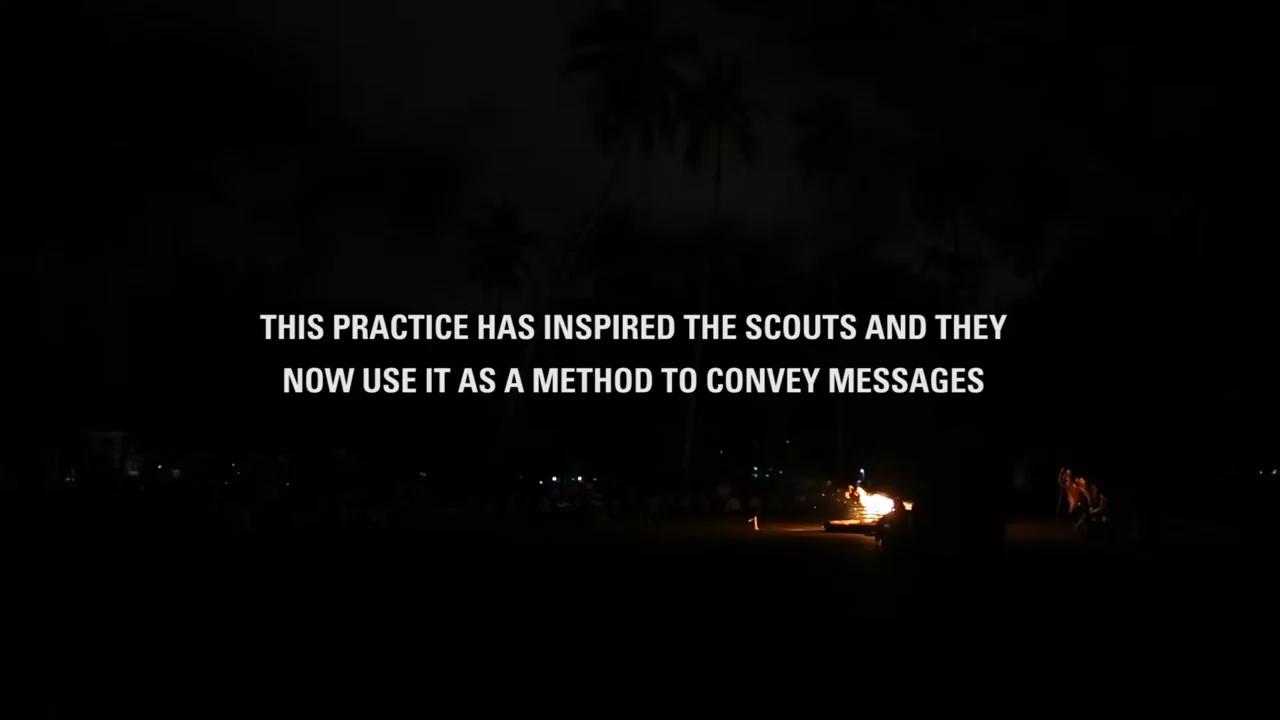 THIS PRACTICE HAS INSPIRED THE SCOUTS AND THEY
NOW USE IT AS A METHOD TO CONVEY MESSAGES